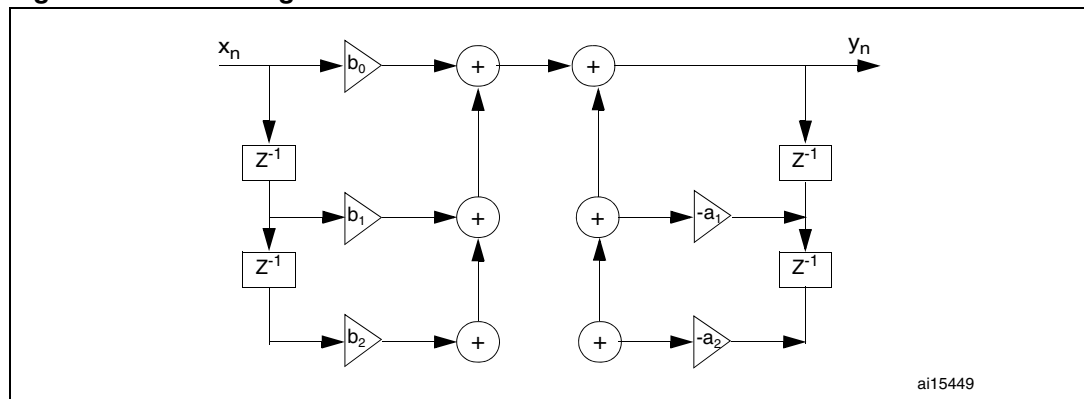 xₙ
b₀
+
+
yₙ
Z⁻¹
Z⁻¹
b₁
+
+
-a₁
Z⁻¹
Z⁻¹
b₂
+
+
-a₂
ai15449